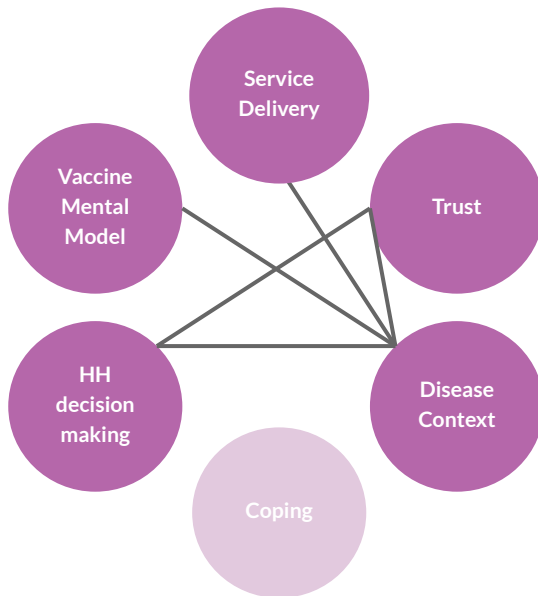 Service
Delivery
Vaccine
Mental
Model
Trust
HH
decision
making
Disease
Context
Coping